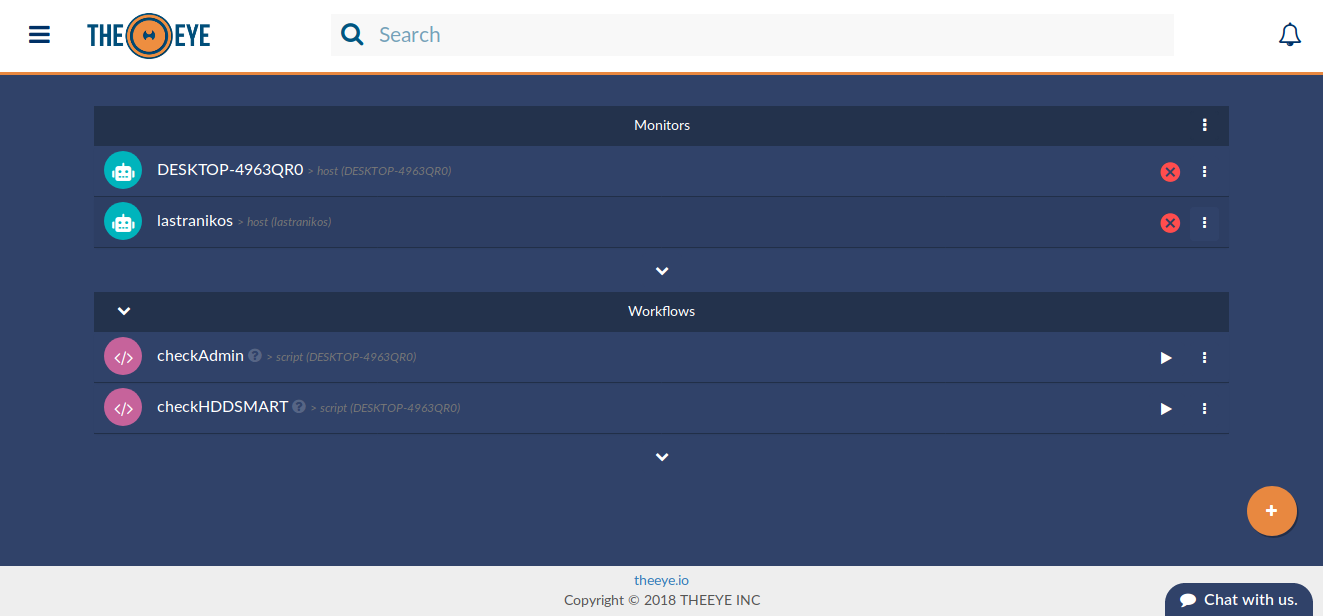 THE EYE
Search
Monitors
DESKTOP-4963QR0 > host (DESKTOP-4963QR0)
lastranikos > host (lastranikos)
Workflows
checkAdmin ? > script (DESKTOP-4963QR0)
checkHDDSMART ? > script (DESKTOP-4963QR0)
theeye.io
Copyright © 2018 THEEYE INC
Chat with us.